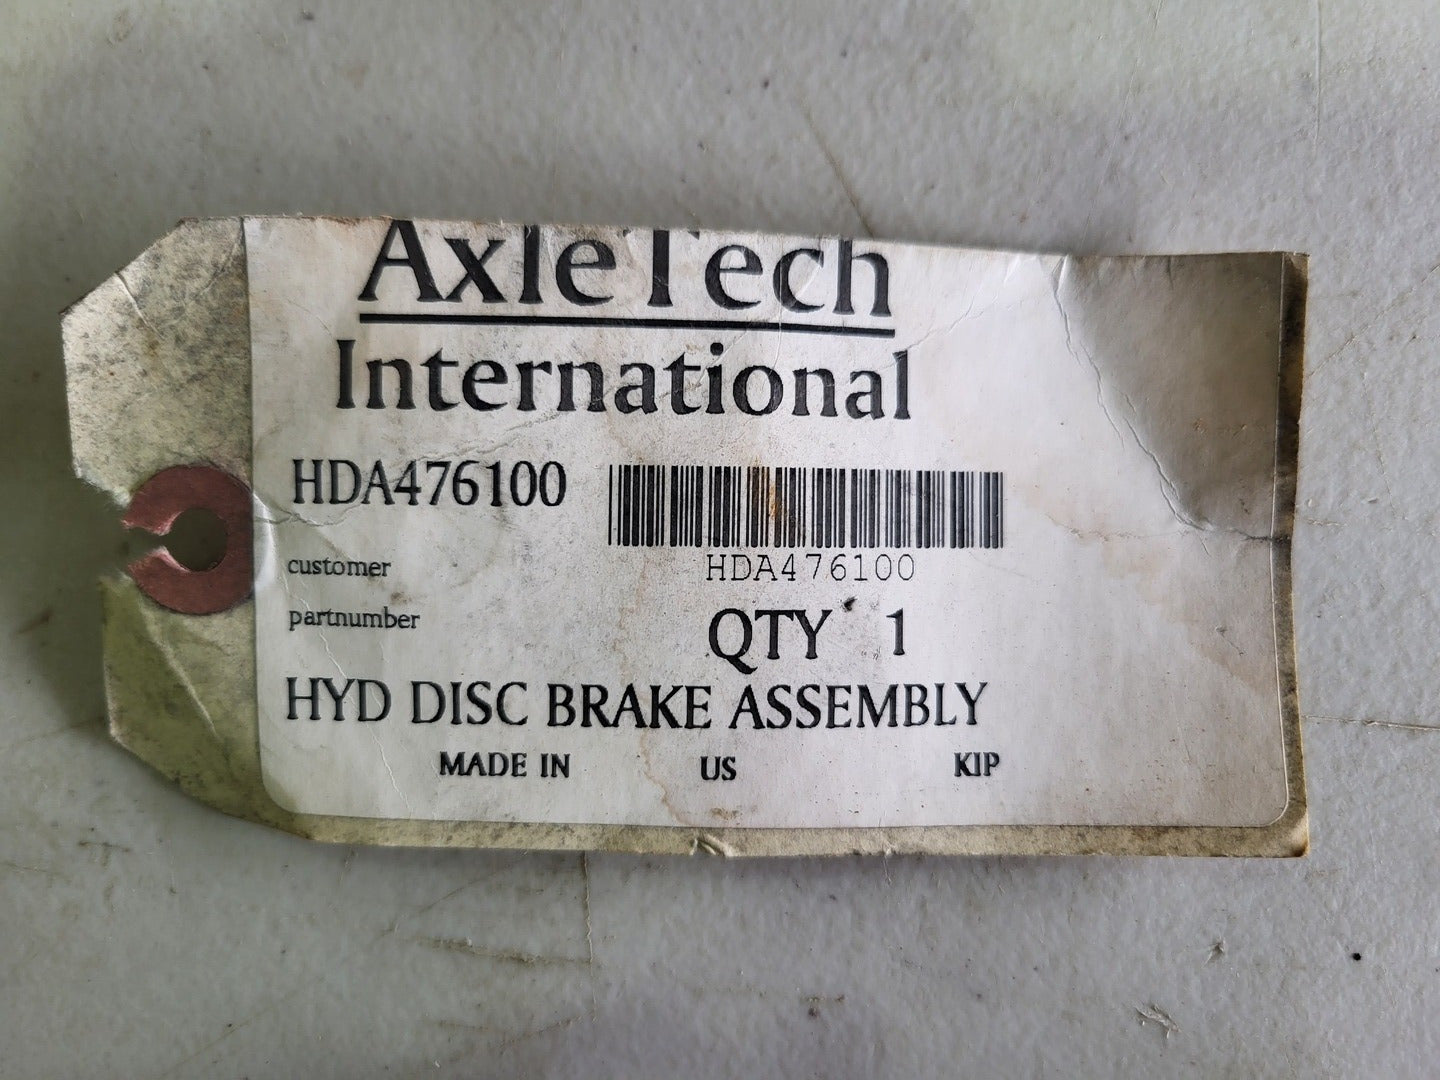 AxleTech
International
HDA476100
HDA476100
customer
partnumber
QTY 1
HYD DISC BRAKE ASSEMBLY
MADE IN US KIP